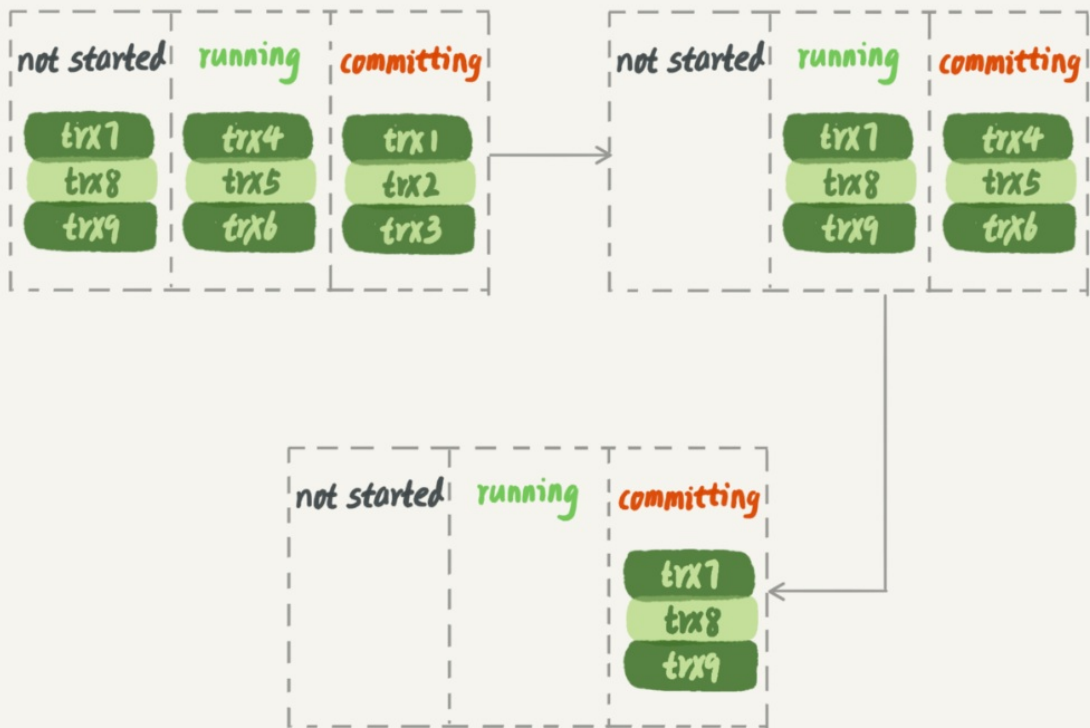 not started running committing
trx7 trx4 trx1
trx8 trx5 trx2
trx9 trx6 trx3
not started running committing
trx7 trx4
trx8 trx5
trx9 trx6
not started running committing
trx7
trx8
trx9